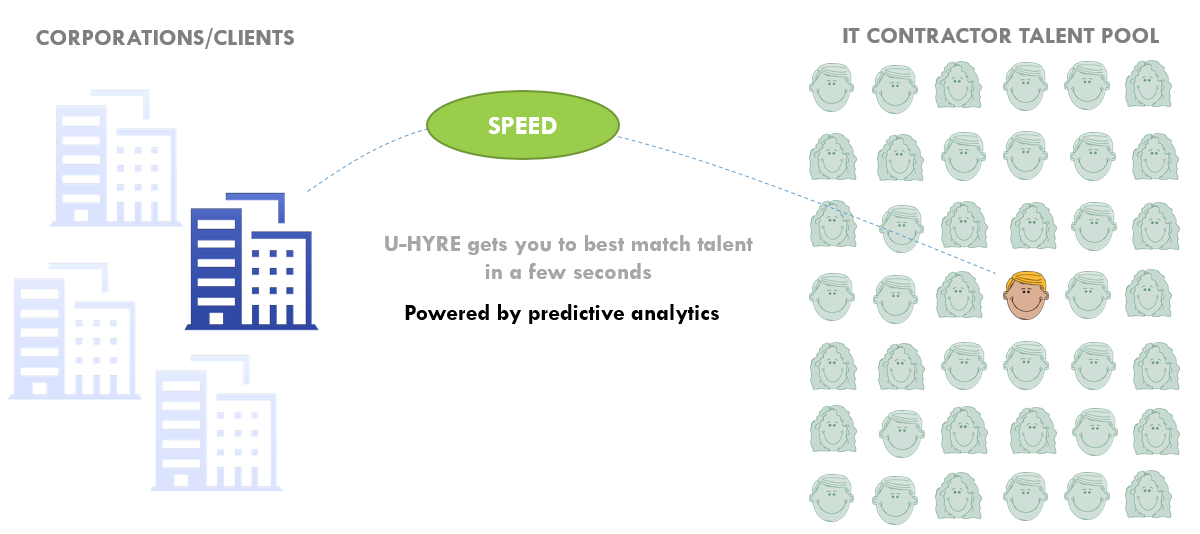 CORPORATIONS/CLIENTS
IT CONTRACTOR TALENT POOL
SPEED
U-HYRE gets you to best match talent
in a few seconds
Powered by predictive analytics